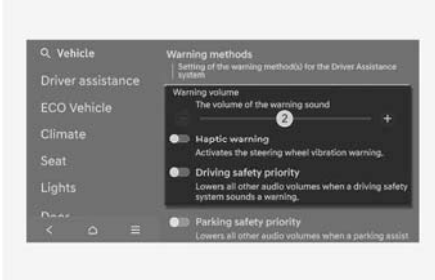 Vehicle
Driver assistance
ECO Vehicle
Climate
Seat
Lights
Door
Warning methods
Setting of the warning method(s) for the Driver Assistance
system
Warning volume
The volume of the warning sound
2
+
Haptic warning
Activates the steering wheel vibration warning.
Driving safety priority
Lowers all other audio volumes when a driving safety
system sounds a warning.
Parking safety priority
Lowers all other audio volumes when a parking assist